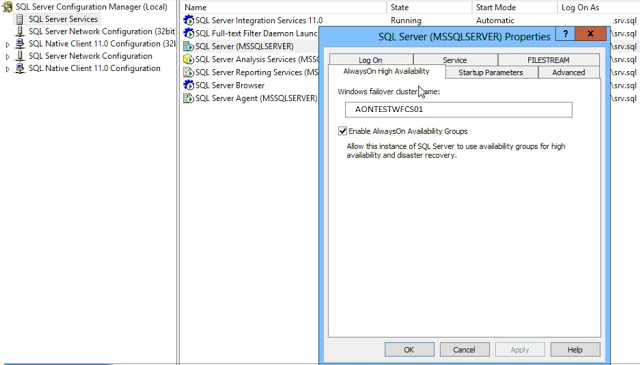 SQL Server Configuration Manager (Local)
SQL Server Services
SQL Server Network Configuration (32bit)
SQL Native Client 11.0 Configuration (32b
SQL Server Network Configuration
SQL Native Client 11.0 Configuration
Name State Start Mode Log On As
SQL Server Integration Services 11.0 Running Automatic .\srv.sql
SQL Full-text Filter Daemon Launc .\srv.sql
SQL Server (MSSQLSERVER) .\srv.sql
SQL Server Analysis Services (MSS .\srv.sql
SQL Server Reporting Services (MS .\srv.sql
SQL Server Browser
SQL Server Agent (MSSQLSERVER) .\srv.sql
SQL Server (MSSQLSERVER) Properties ? x
Log On Service FILESTREAM
AlwaysOn High Availability Startup Parameters Advanced
Windows failover cluster name:
AONTESTWFCS01
Enable AlwaysOn Availability Groups
Allow this instance of SQL Server to use availability groups for high
availability and disaster recovery.
OK Cancel Apply Help